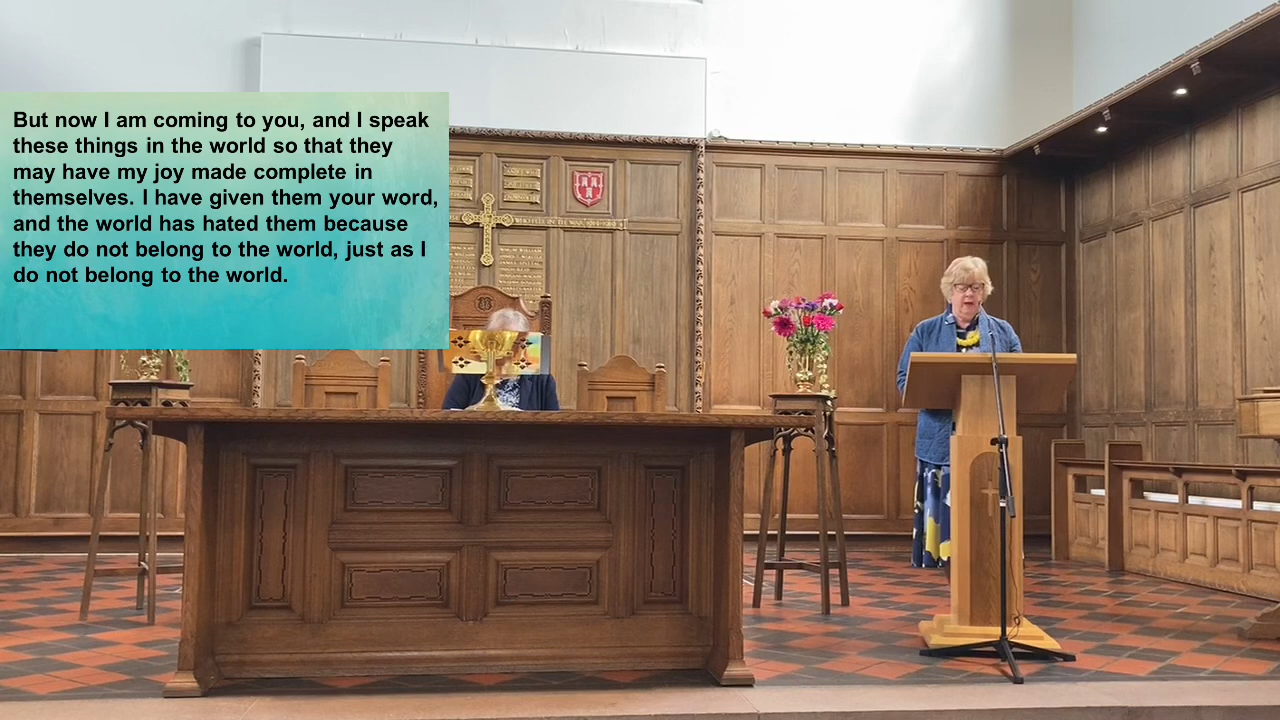 But now I am coming to you, and I speak
these things in the world so that they
may have my joy made complete in
themselves. I have given them your word,
and the world has hated them because
they do not belong to the world, just as I
do not belong to the world.